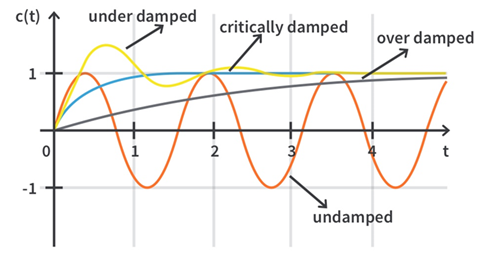 c(t)
under damped
critically damped
over damped
1
0
1
2
3
4
t
-1
undamped